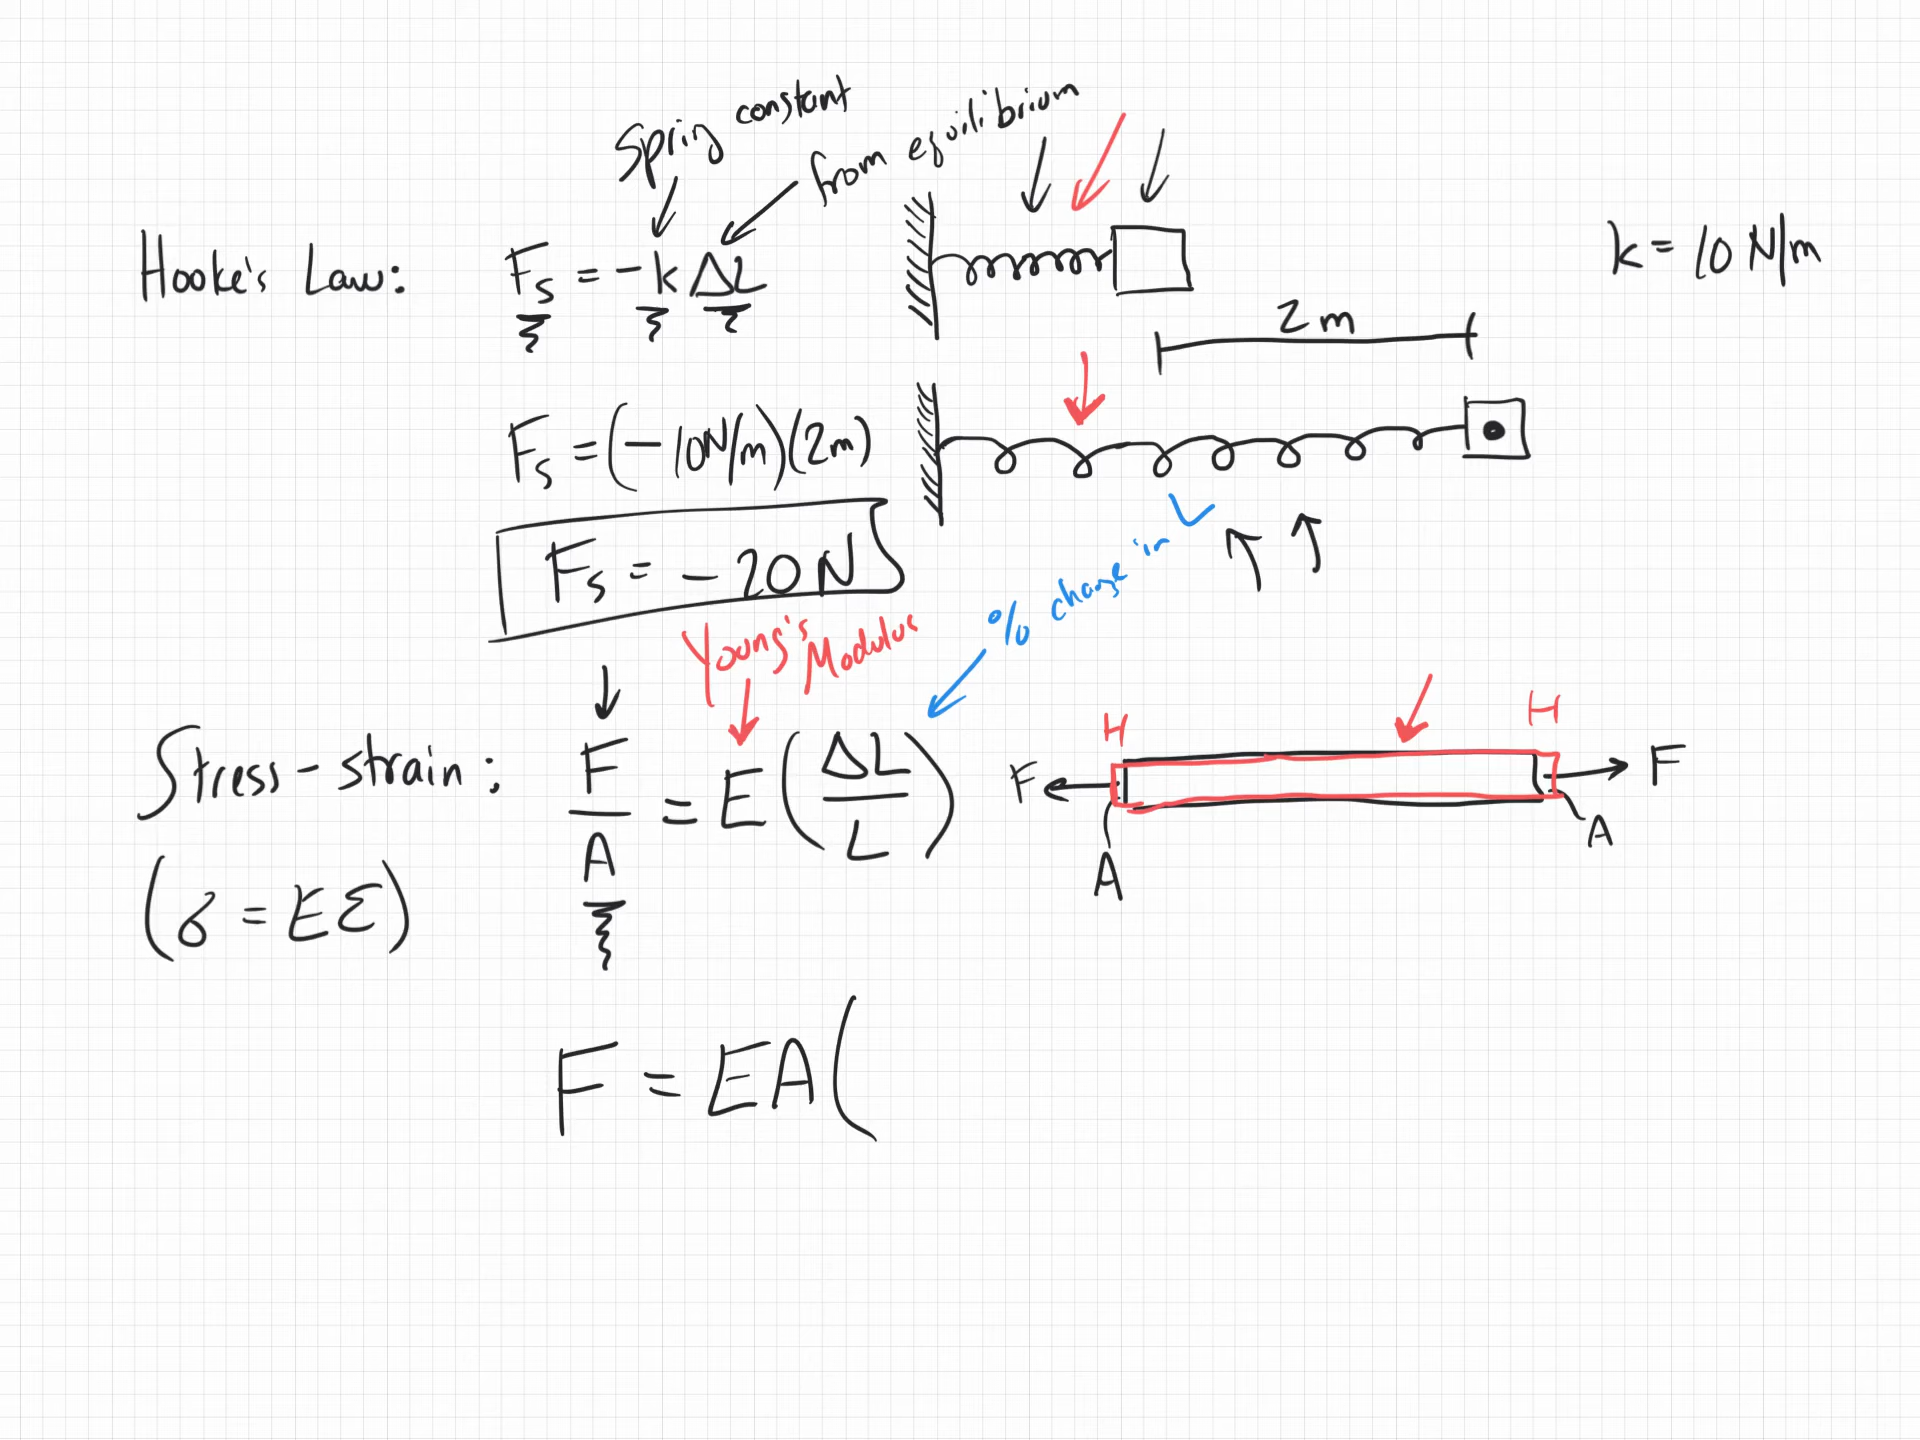 Spring constant
from equilibrium
Hooke's Law: Fs = -kΔL
k = 10 N/m
2m
Fs = (-10N/m)(2m)
Fs = -20N
% change in L
Young's Modulus
Stress-strain: F/A = E(ΔL/L)
H H
F F
A A
(σ = Eε)
F = EA(